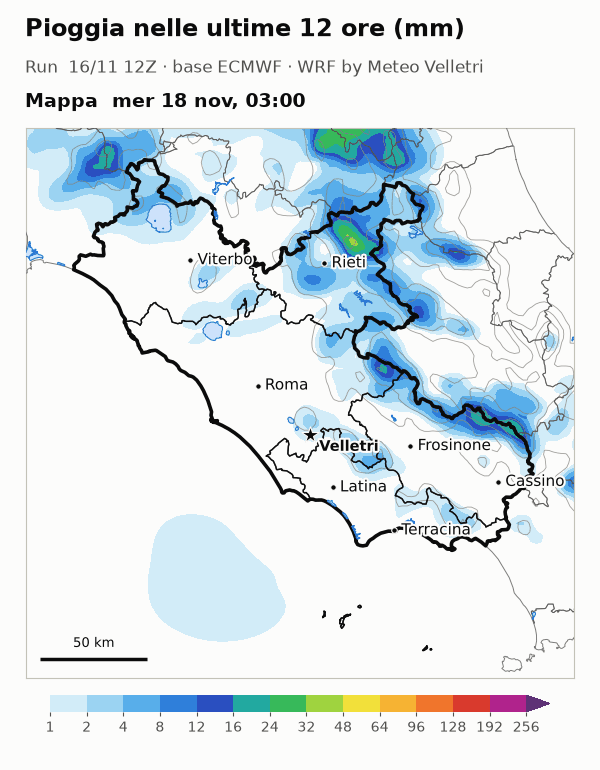 Pioggia nelle ultime 12 ore (mm)
Run  16/11 12Z · base ECMWF · WRF by Meteo Velletri
Mappa  mer 18 nov, 03:00
Viterbo
Rieti
Roma
Velletri
Frosinone
Latina
Cassino
Terracina
50 km
1 2 4 8 12 16 24 32 48 64 96 128 192 256